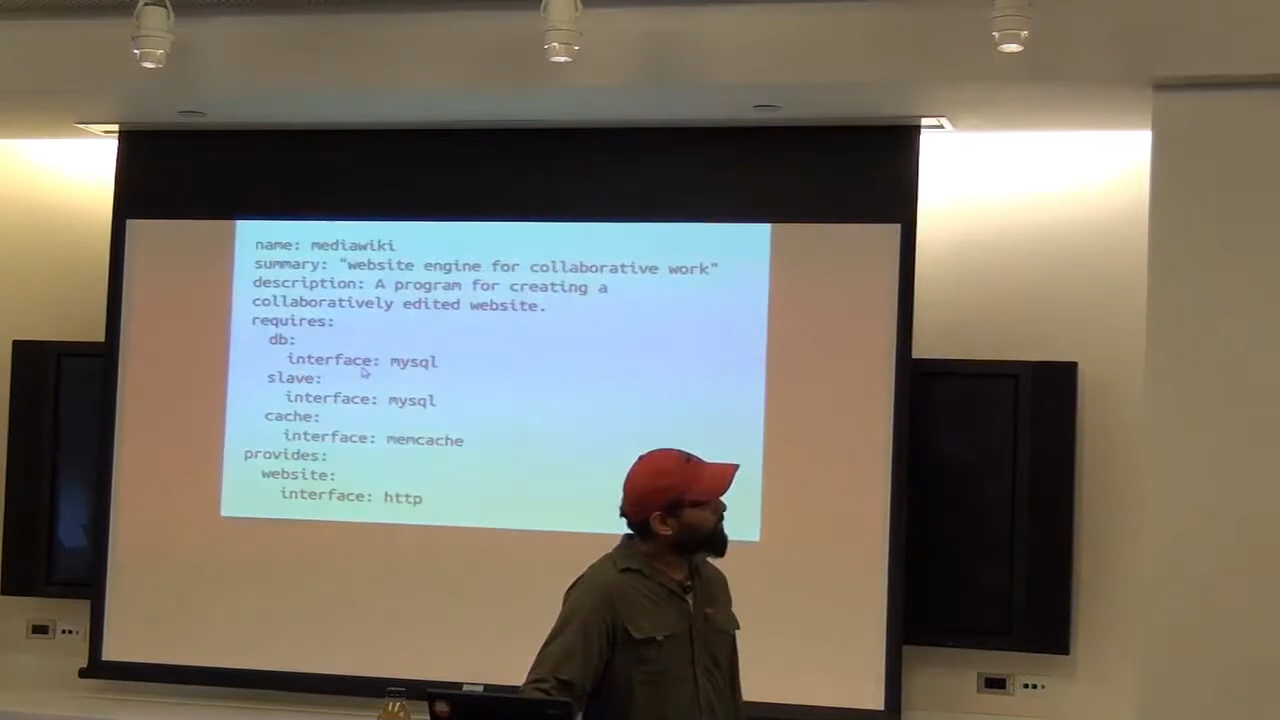 name: mediawiki
summary: "website engine for collaborative work"
description: A program for creating a
collaboratively edited website.
requires:
db:
interface: mysql
slave:
interface: mysql
cache:
interface: memcache
provides:
website:
interface: http